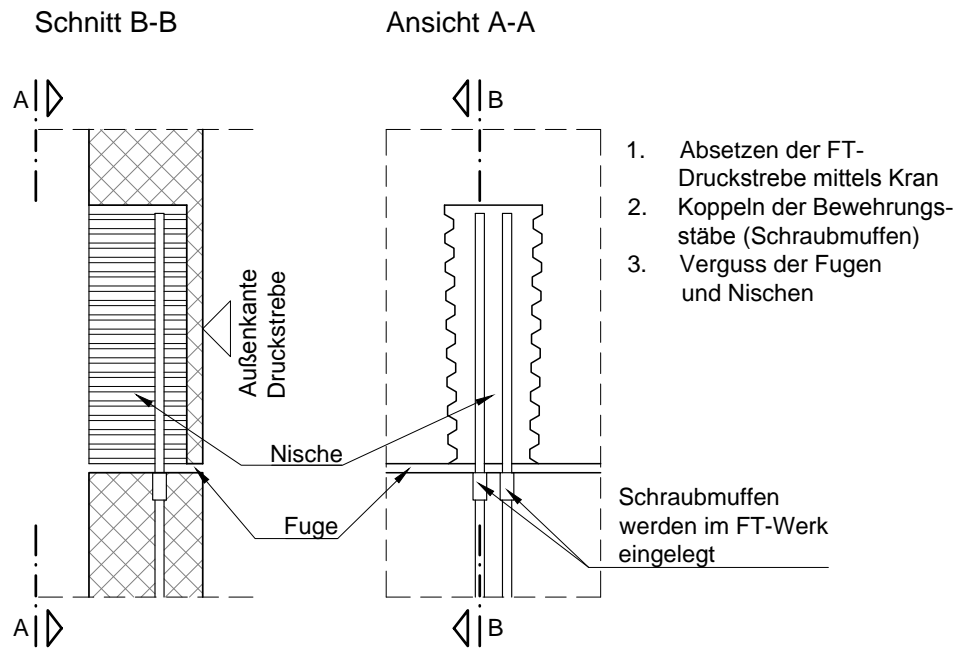 Schnitt B-B
Ansicht A-A
A
B
1. Absetzen der FT-
Druckstrebe mittels Kran
2. Koppeln der Bewehrungs-
stäbe (Schraubmuffen)
3. Verguss der Fugen
und Nischen
Außenkante
Druckstrebe
Nische
Fuge
Schraubmuffen
werden im FT-Werk
eingelegt
A
B